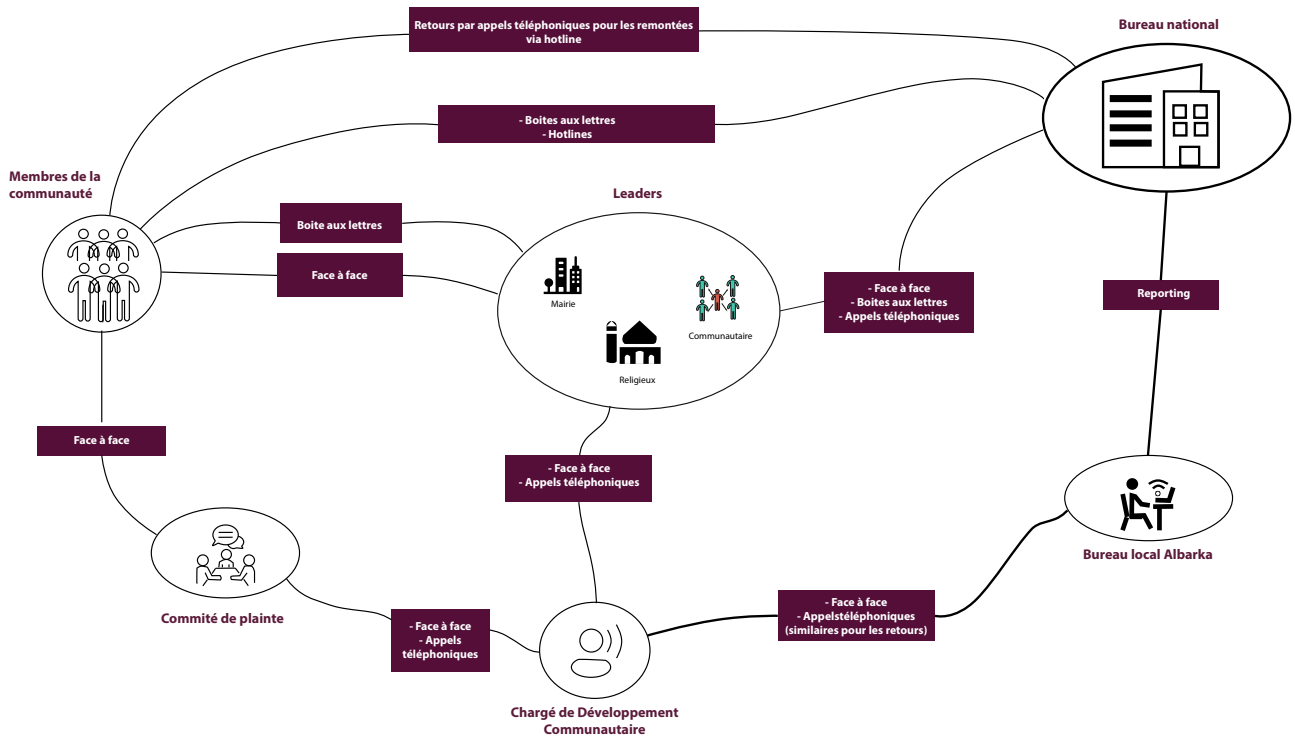 Retours par appels téléphoniques pour les remontées
via hotline
Bureau national
- Boites aux lettres
- Hotlines
Membres de la
communauté
Leaders
Boite aux lettres
Face à face
Mairie
Communautaire
Religieux
- Face à face
- Boites aux lettres
- Appels téléphoniques
Reporting
Face à face
- Face à face
- Appels téléphoniques
Bureau local Albarka
Commité de plainte
- Face à face
- Appels
téléphoniques
- Face à face
- Appelstéléphoniques
(similaires pour les retours)
Chargé de Développement
Communautaire